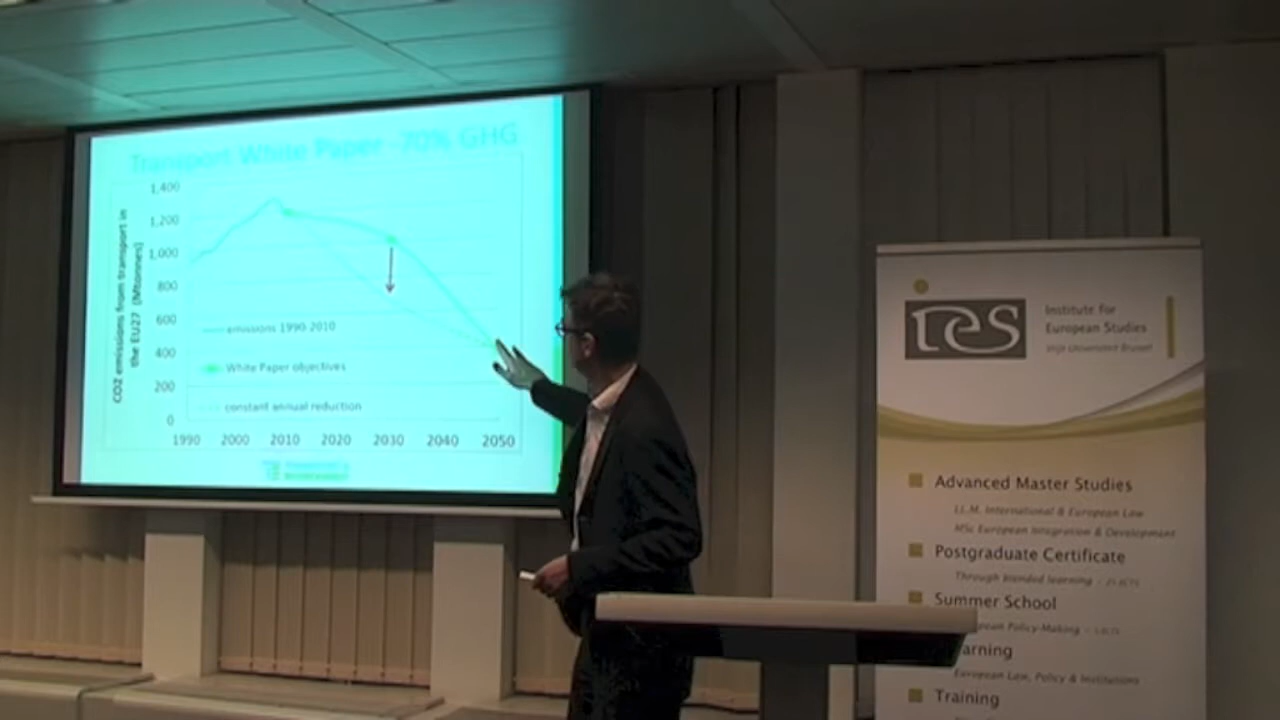 Transport White Paper -70% GHG
CO2 emissions from transport in
the EU27 (Mtonnes)
1,400
1,200
1,000
800
600
400
200
0
emissions 1990-2010
White Paper objectives
constant annual reduction
1990 2000 2010 2020 2030 2040 2050
ies
Institute for
European Studies
Vrije Universiteit Brussel
Advanced Master Studies
LL.M. International & European Law
MSc European Integration & Development
Postgraduate Certificate
Through blended learning -
Summer School
ean Policy-Making -
arning
European Law, Policy & Institutions
Training